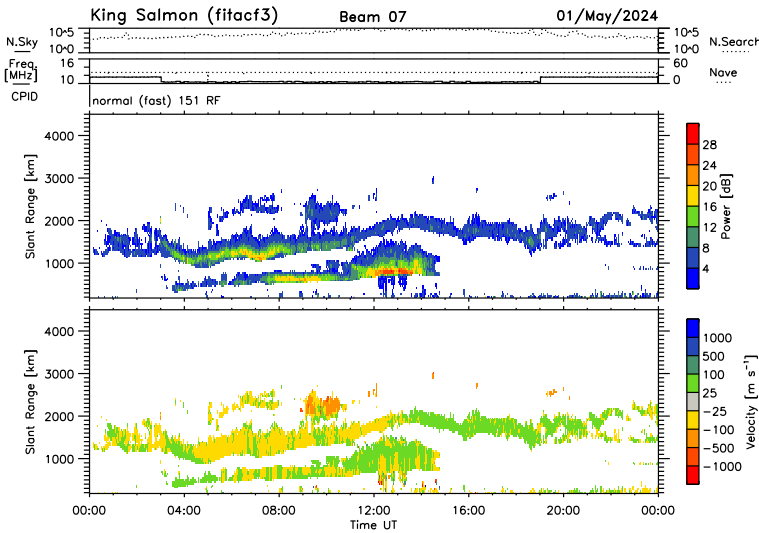 King Salmon (fitacf3) Beam 07 01/May/2024
N.Sky 10^5 10^0 10^5 10^0 N.Search
Freq. [MHz] 16 10 60 0 Nave
CPID normal (fast) 151 RF
Slant Range [km]
4000
3000
2000
1000
28
24
20
16
12
8
4
Power [dB]
Slant Range [km]
4000
3000
2000
1000
1000
500
100
25
-25
-100
-500
-1000
Velocity [m s^-1]
00:00 04:00 08:00 12:00 16:00 20:00 00:00
Time UT